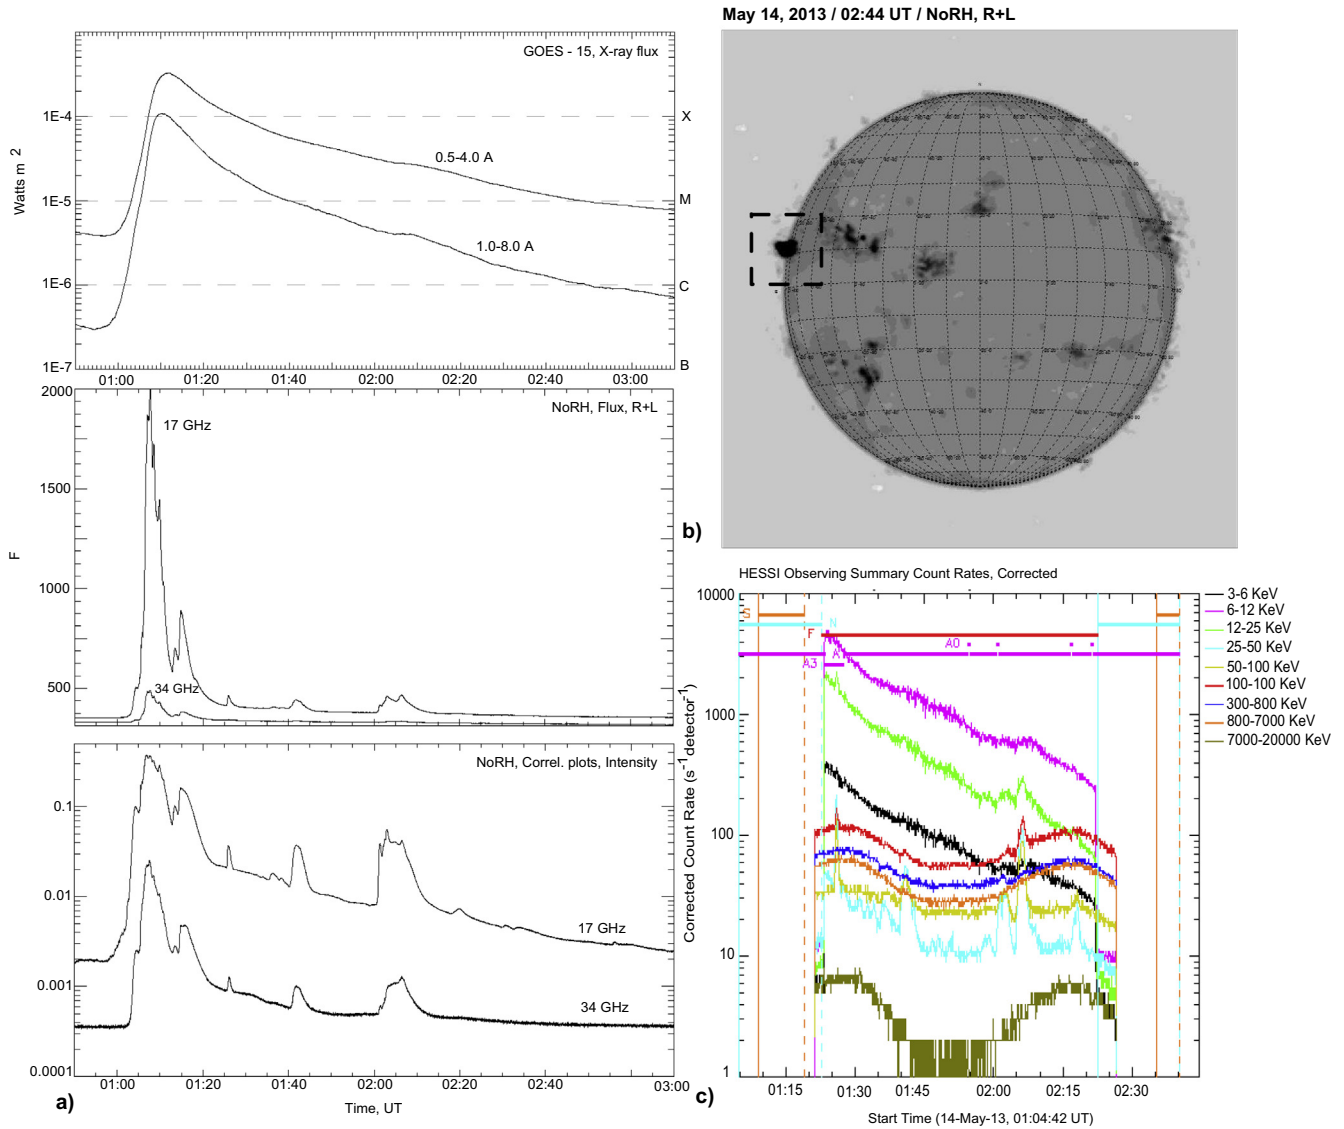 GOES - 15, X-ray flux
1E-4
1E-5
1E-6
1E-7
Watts m 2
X
M
C
B
0.5-4.0 A
1.0-8.0 A
01:00 01:20 01:40 02:00 02:20 02:40 03:00
NoRH, Flux, R+L
2000
1500
1000
500
F
17 GHz
34 GHz
NoRH, Correl. plots, Intensity
0.1
0.01
0.001
0.0001
17 GHz
34 GHz
01:00 01:20 01:40 02:00 02:20 02:40 03:00
Time, UT
a)
May 14, 2013 / 02:44 UT / NoRH, R+L
b)
HESSI Observing Summary Count Rates, Corrected
10000
1000
100
10
1
Corrected Count Rate (s-1 detector-1)
S
N
F
A0
A3
A1
3-6 KeV
6-12 KeV
12-25 KeV
25-50 KeV
50-100 KeV
100-100 KeV
300-800 KeV
800-7000 KeV
7000-20000 KeV
01:15 01:30 01:45 02:00 02:15 02:30
Start Time (14-May-13, 01:04:42 UT)
c)